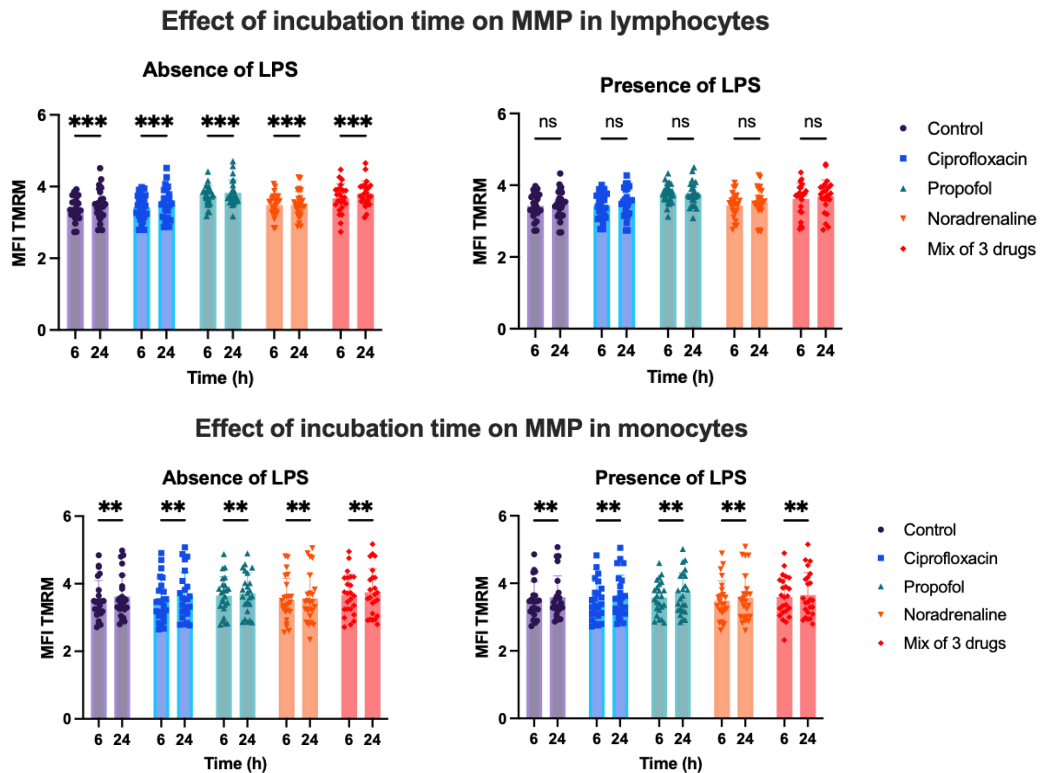 Effect of incubation time on MMP in lymphocytes
Absence of LPS
*** *** *** *** ***
6
4
2
0
MFI TMRM
6 24 6 24 6 24 6 24 6 24
Time (h)
Presence of LPS
ns ns ns ns ns
6
4
2
0
MFI TMRM
6 24 6 24 6 24 6 24 6 24
Time (h)
Control
Ciprofloxacin
Propofol
Noradrenaline
Mix of 3 drugs
Effect of incubation time on MMP in monocytes
Absence of LPS
** ** ** ** **
6
4
2
0
MFI TMRM
6 24 6 24 6 24 6 24 6 24
Time (h)
Presence of LPS
** ** ** ** **
6
4
2
0
MFI TMRM
6 24 6 24 6 24 6 24 6 24
Time (h)
Control
Ciprofloxacin
Propofol
Noradrenaline
Mix of 3 drugs